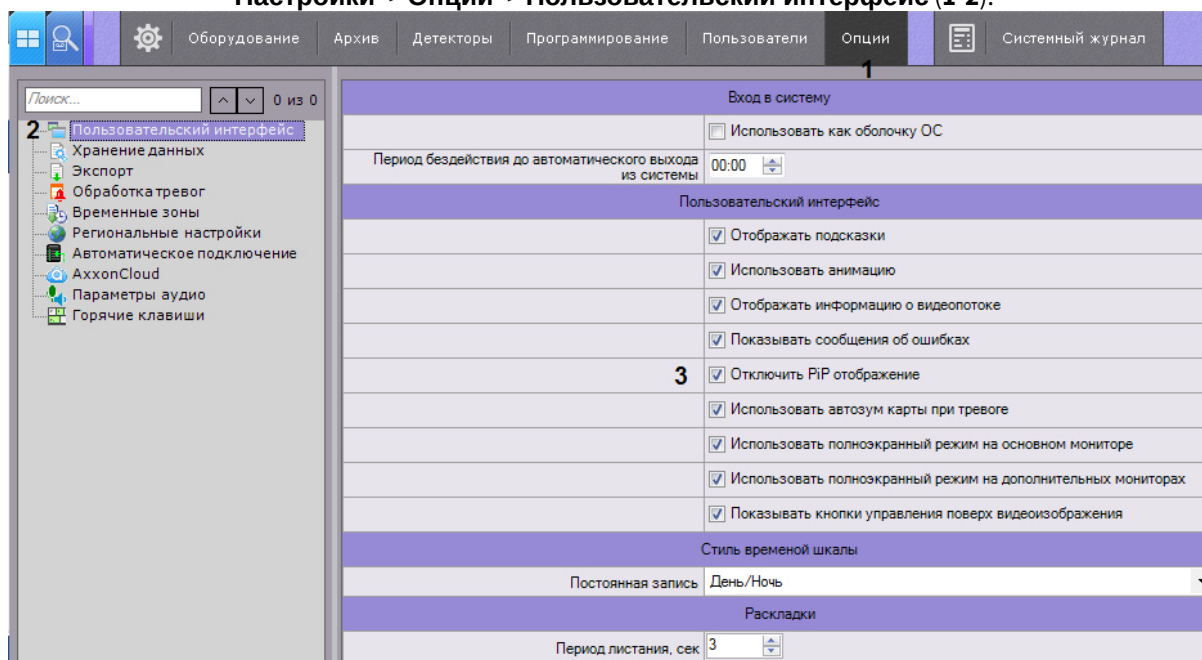 Настройки -> Опции -> Пользовательский интерфейс (1-2).
Оборудование Архив Детекторы Программирование Пользователи Опции Системный журнал
1
Поиск... 0 из 0
2 Пользовательский интерфейс
Хранение данных
Экспорт
Обработка тревог
Временные зоны
Региональные настройки
Автоматическое подключение
AxxonCloud
Параметры аудио
Горячие клавиши
Вход в систему
Использовать как оболочку ОС
Период бездействия до автоматического выхода
из системы 00:00
Пользовательский интерфейс
Отображать подсказки
Использовать анимацию
Отображать информацию о видеопотоке
Показывать сообщения об ошибках
3 Отключить PiP отображение
Использовать автозум карты при тревоге
Использовать полноэкранный режим на основном мониторе
Использовать полноэкранный режим на дополнительных мониторах
Показывать кнопки управления поверх видеоизображения
Стиль временой шкалы
Постоянная запись День/Ночь
Раскладки
Период листания, сек 3